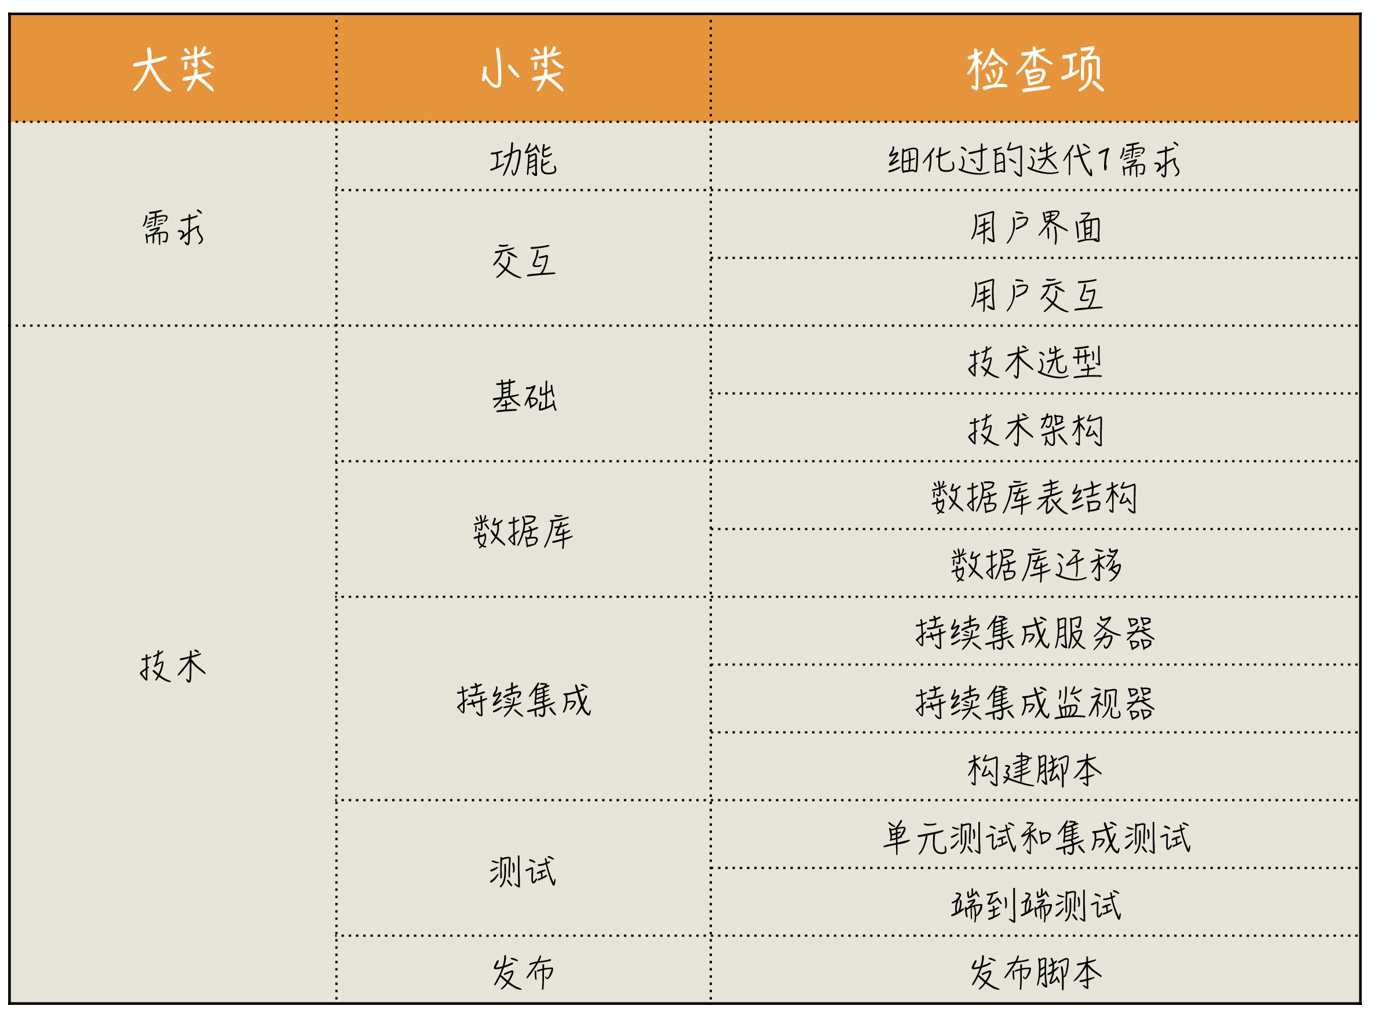 大类 小类 检查项
需求
功能
细化过的迭代1需求
交互
用户界面
用户交互
技术
基础
技术选型
技术架构
数据库
数据库表结构
数据库迁移
持续集成
持续集成服务器
持续集成监视器
构建脚本
测试
单元测试和集成测试
端到端测试
发布
发布脚本